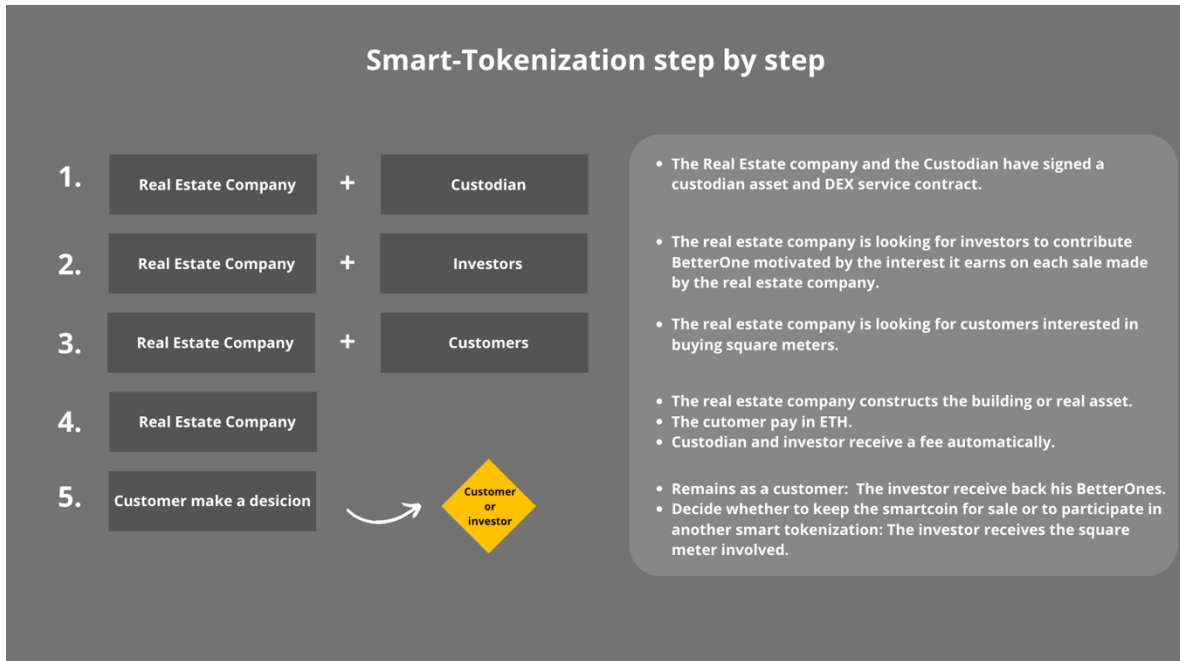 Smart-Tokenization step by step
1.
Real Estate Company
+
Custodian
• The Real Estate company and the Custodian have signed a
custodian asset and DEX service contract.
2.
Real Estate Company
+
Investors
• The real estate company is looking for investors to contribute
BetterOne motivated by the interest it earns on each sale made
by the real estate company.
3.
Real Estate Company
+
Customers
• The real estate company is looking for customers interested in
buying square meters.
4.
Real Estate Company
• The real estate company constructs the building or real asset.
• The cutomer pay in ETH.
• Custodian and investor receive a fee automatically.
5.
Customer make a desicion
Customer
or
investor
• Remains as a customer:  The investor receive back his BetterOnes.
• Decide whether to keep the smartcoin for sale or to participate in
another smart tokenization: The investor receives the square
meter involved.